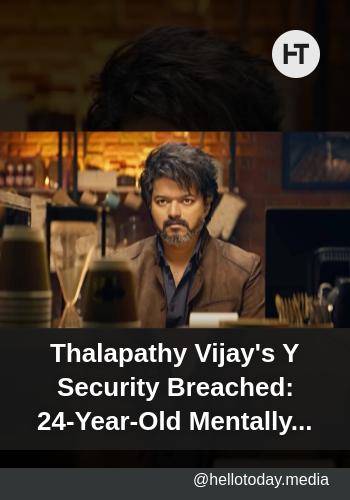 HT
Thalapathy Vijay's Y
Security Breached:
24-Year-Old Mentally...
@hellotoday.media